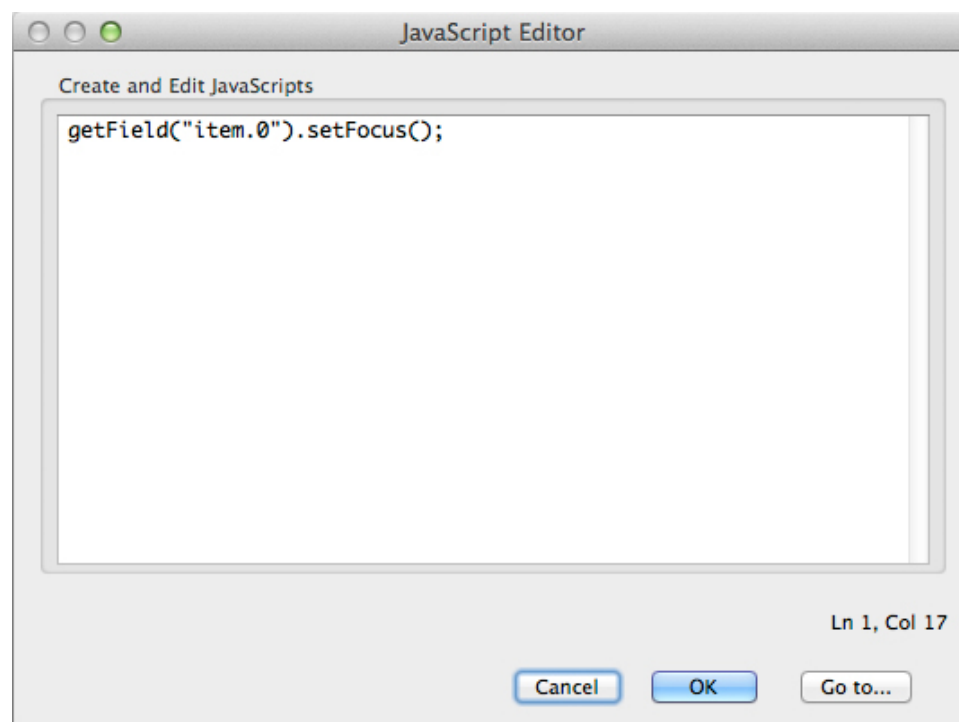 JavaScript Editor
Create and Edit JavaScripts
getField("item.0").setFocus();
Ln 1, Col 17
Cancel OK Go to...